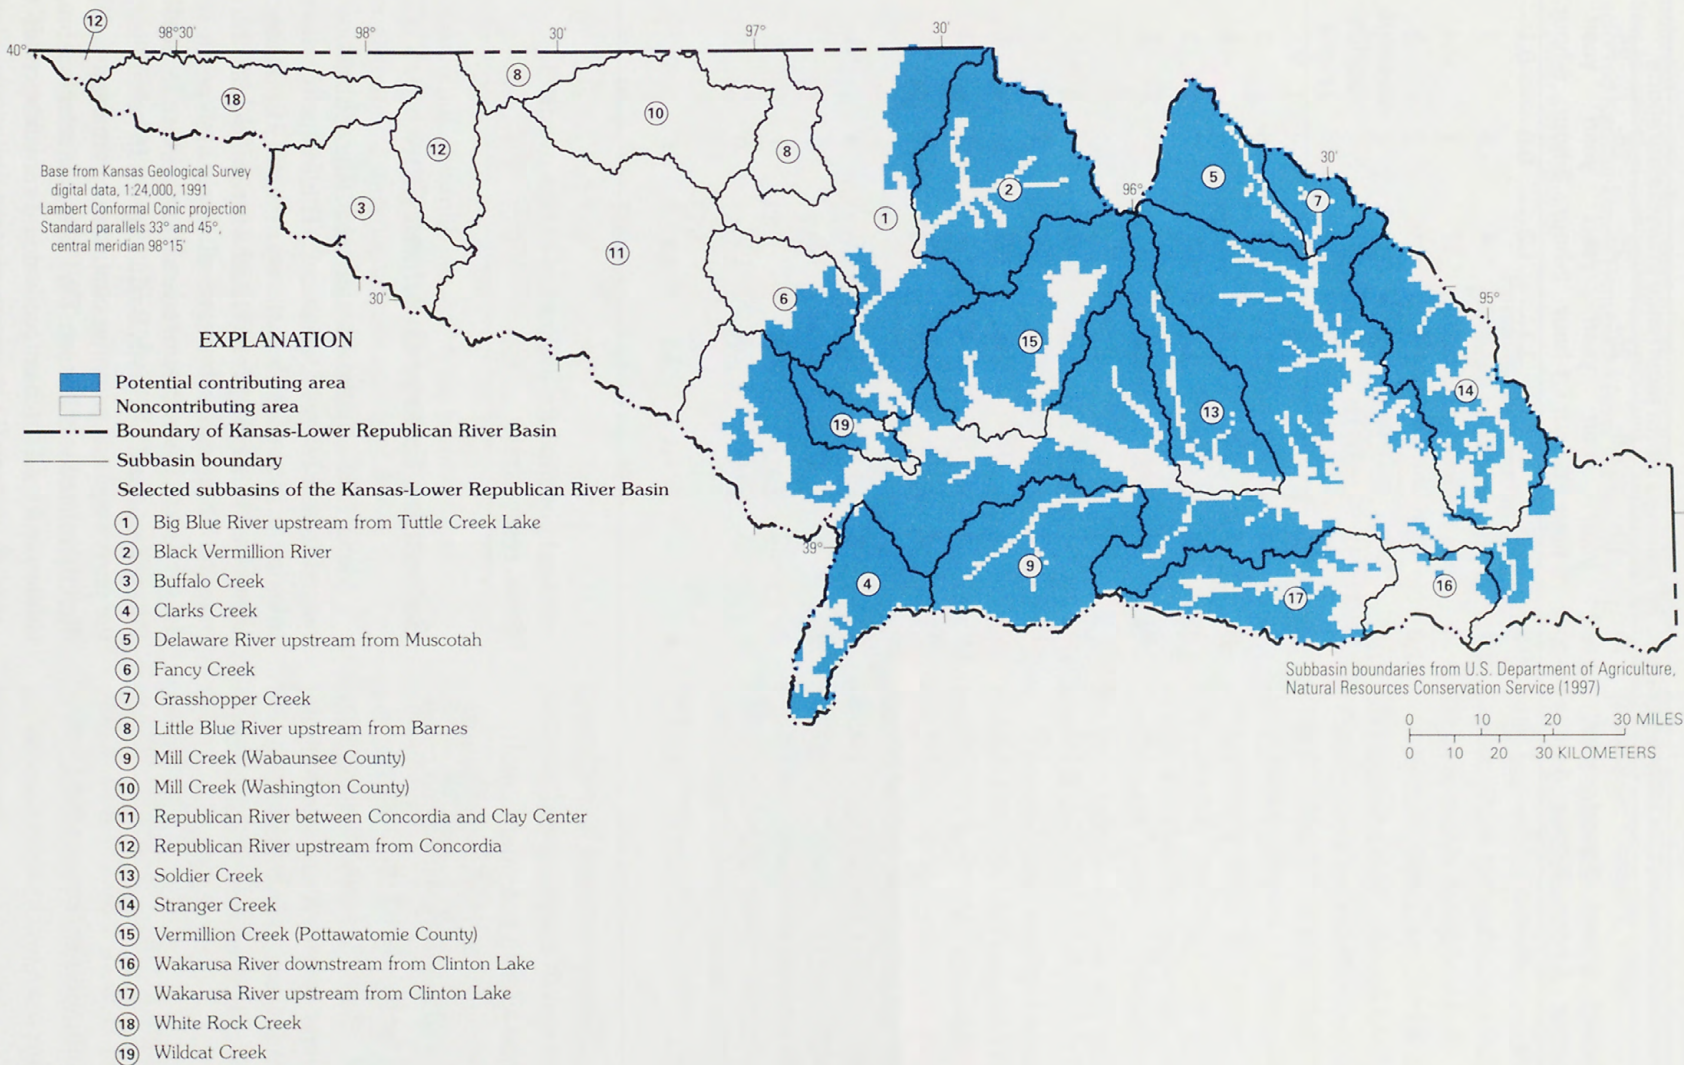 12
98°30'
98°
30'
97°
30'
40°
8
18
10
12
8
5
30'
2
96°
7
3
1
Base from Kansas Geological Survey
digital data, 1:24,000, 1991
Lambert Conformal Conic projection
Standard parallels 33° and 45°,
central meridian 98°15'
11
6
30'
95°
15
14
13
19
39°
9
4
17
16
EXPLANATION
Potential contributing area
Noncontributing area
Boundary of Kansas-Lower Republican River Basin
Subbasin boundary
Selected subbasins of the Kansas-Lower Republican River Basin
1 Big Blue River upstream from Tuttle Creek Lake
2 Black Vermillion River
3 Buffalo Creek
4 Clarks Creek
5 Delaware River upstream from Muscotah
6 Fancy Creek
7 Grasshopper Creek
8 Little Blue River upstream from Barnes
9 Mill Creek (Wabaunsee County)
10 Mill Creek (Washington County)
11 Republican River between Concordia and Clay Center
12 Republican River upstream from Concordia
13 Soldier Creek
14 Stranger Creek
15 Vermillion Creek (Pottawatomie County)
16 Wakarusa River downstream from Clinton Lake
17 Wakarusa River upstream from Clinton Lake
18 White Rock Creek
19 Wildcat Creek
Subbasin boundaries from U.S. Department of Agriculture,
Natural Resources Conservation Service (1997)
0 10 20 30 MILES
0 10 20 30 KILOMETERS